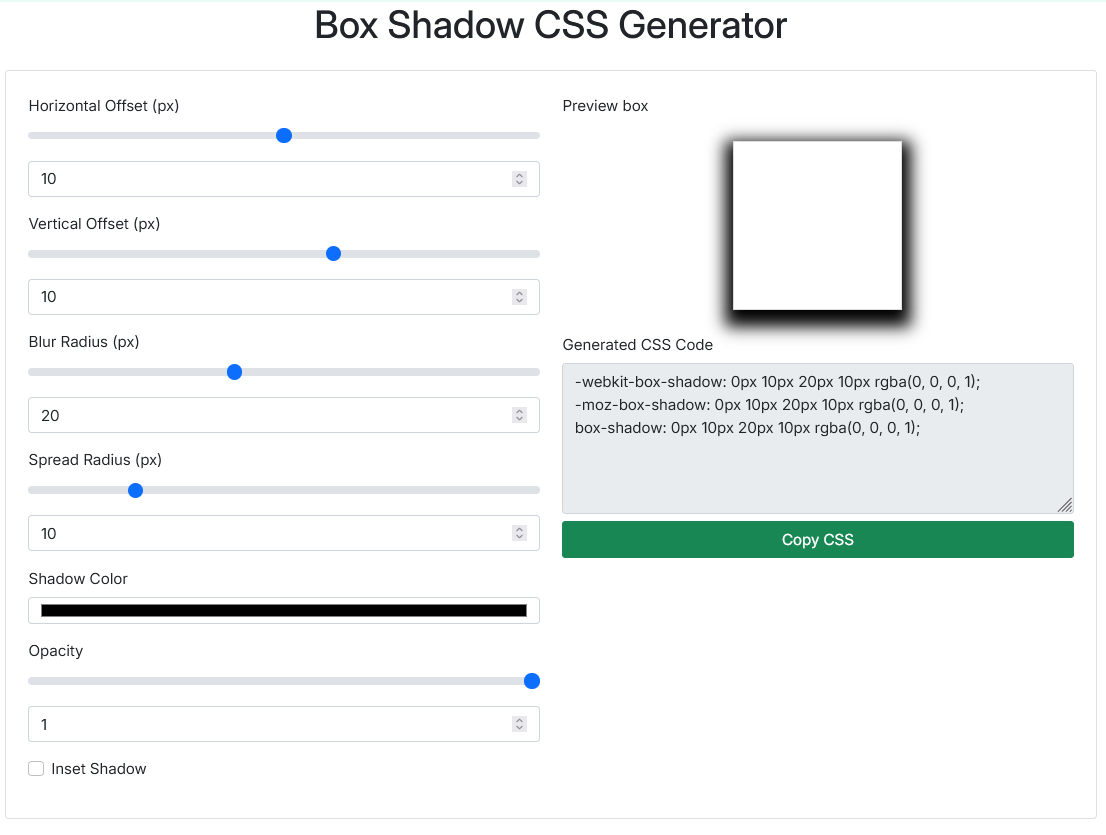 Box Shadow CSS Generator
Horizontal Offset (px)
10
Vertical Offset (px)
10
Blur Radius (px)
20
Spread Radius (px)
10
Shadow Color
Opacity
1
Inset Shadow
Preview box
Generated CSS Code
-webkit-box-shadow: 0px 10px 20px 10px rgba(0, 0, 0, 1);
-moz-box-shadow: 0px 10px 20px 10px rgba(0, 0, 0, 1);
box-shadow: 0px 10px 20px 10px rgba(0, 0, 0, 1);
Copy CSS